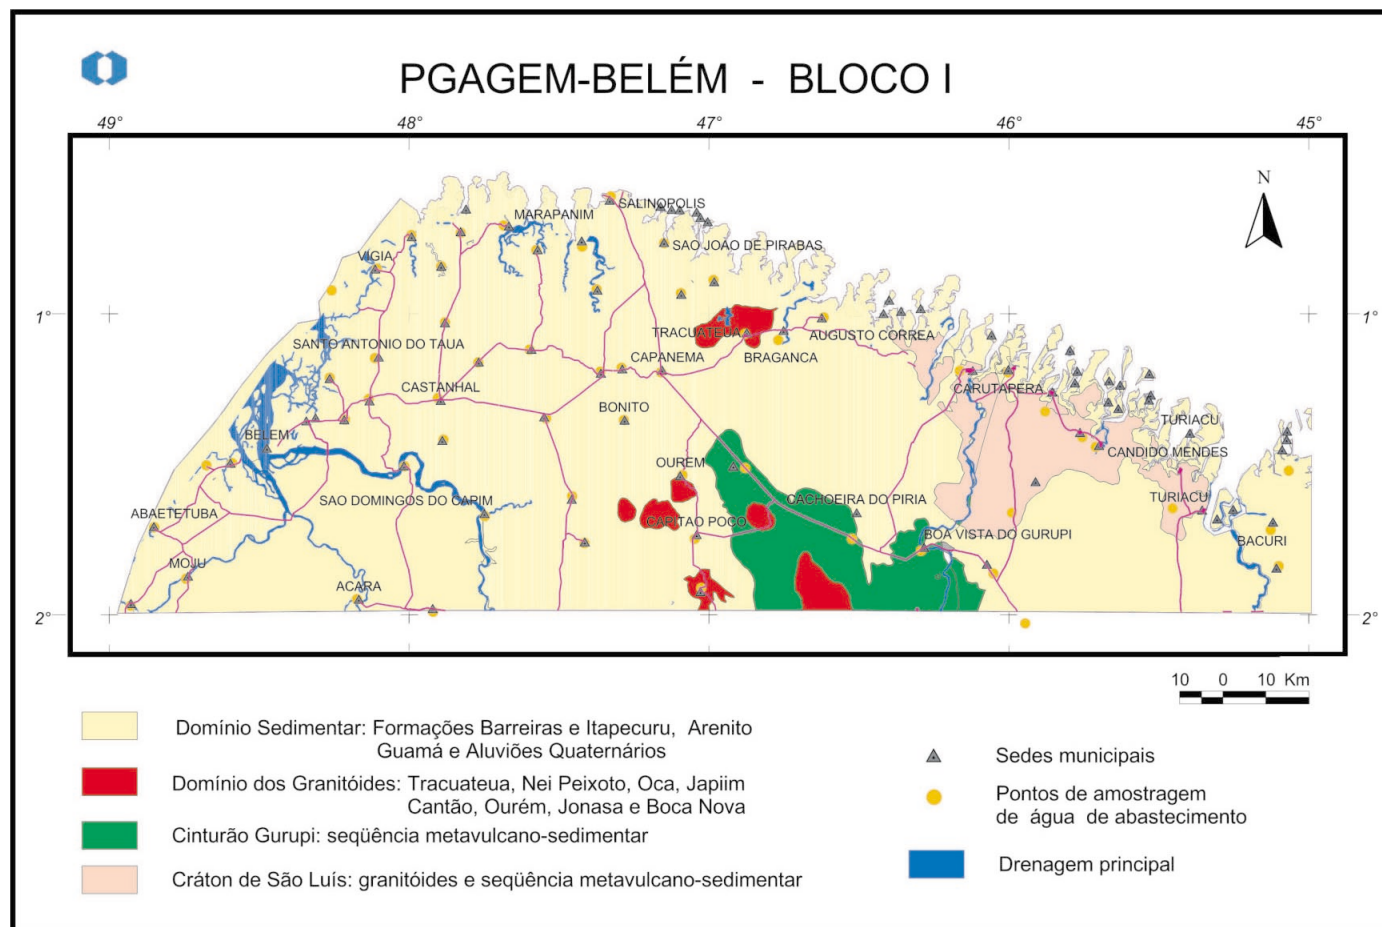 PGAGEM-BELÉM - BLOCO I
49° 48° 47° 46° 45°
N
SALINOPOLIS
MARAPANIM
SAO JOÃO DE PIRABAS
VIGIA
1° 1°
TRACUATEUA
AUGUSTO CORREA
SANTO ANTONIO DO TAUA
CAPANEMA
BRAGANCA
CASTANHAL
CARUTAPERA
BONITO
TURIACU
BELEM
CANDIDO MENDES
OUREM
SAO DOMINGOS DO CAPIM
CACHOEIRA DO PIRIA
TURIACU
ABAETETUBA
CAPITAO POÇO
BOA VISTA DO GURUPI
BACURI
MOJU
ACARA
2° 2°
10 0 10 Km
Domínio Sedimentar: Formações Barreiras e Itapecuru, Arenito
Guamá e Aluviões Quaternários
Domínio dos Granitóides: Tracuateua, Nei Peixoto, Oca, Japiim
Cantão, Ourém, Jonasa e Boca Nova
Cinturão Gurupi: seqüência metavulcano-sedimentar
Cráton de São Luís: granitóides e seqüência metavulcano-sedimentar
Sedes municipais
Pontos de amostragem
de água de abastecimento
Drenagem principal